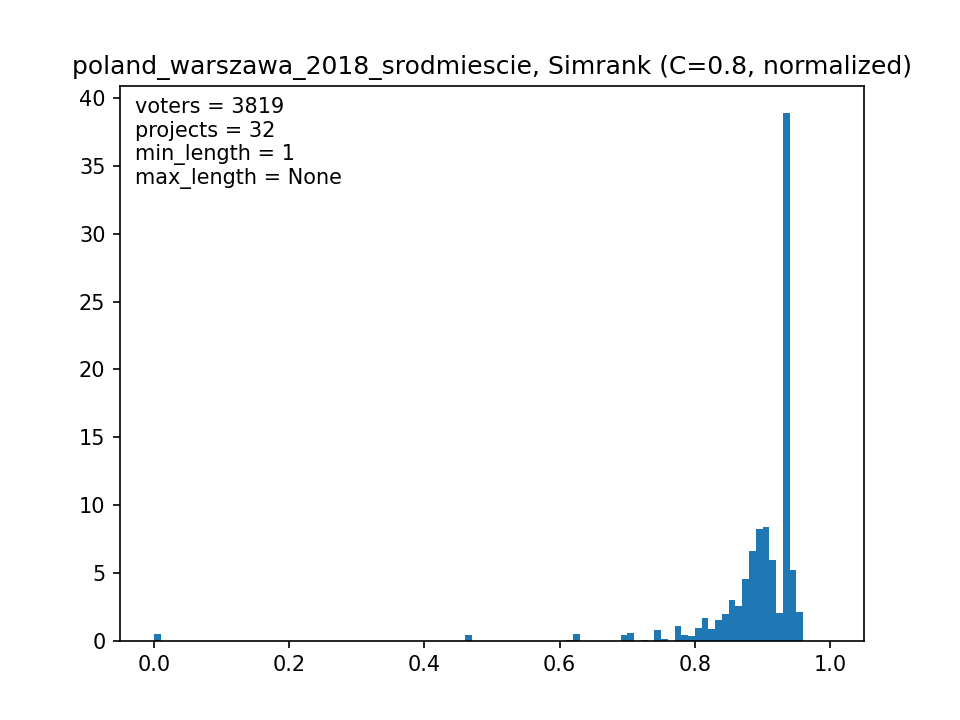 poland_warszawa_2018_srodmiescie, Simrank (C=0.8, normalized)
voters = 3819
projects = 32
min_length = 1
max_length = None
40
35
30
25
20
15
10
5
0
0.0 0.2 0.4 0.6 0.8 1.0